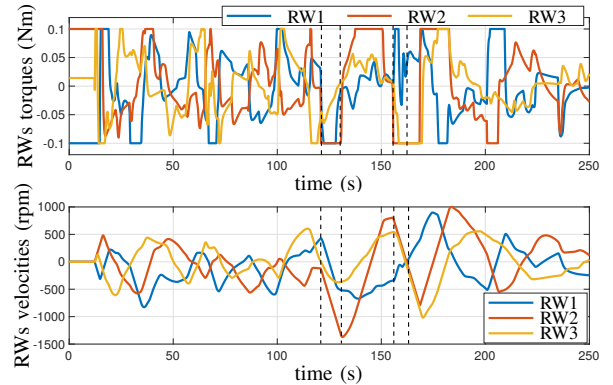 RW1 RW2 RW3
RWs torques (Nm)
0.1
0.05
0
-0.05
-0.1
0 50 100 150 200 250
time (s)
RWs velocities (rpm)
1000
500
0
-500
-1000
-1500
RW1
RW2
RW3
0 50 100 150 200 250
time (s)